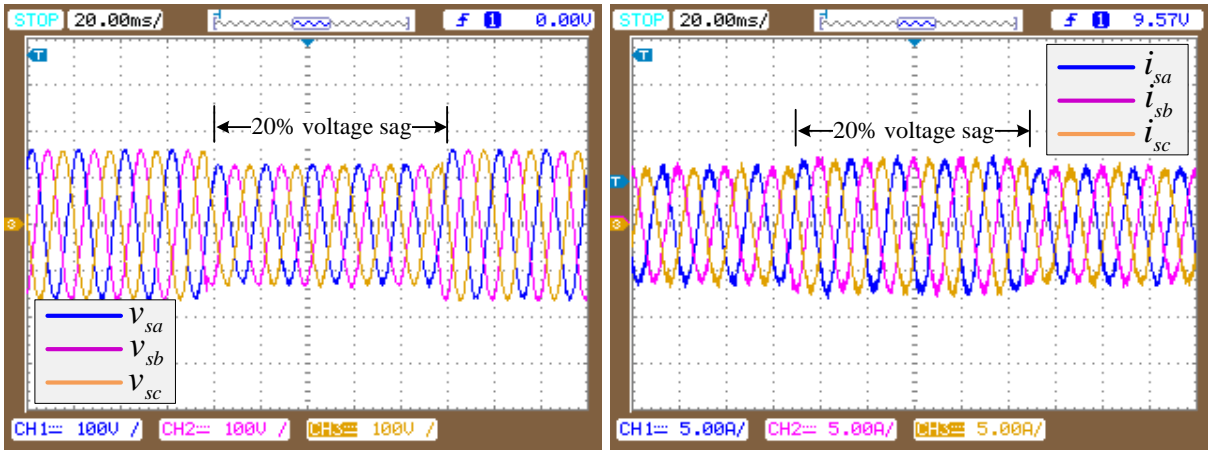 STOP 20.00ms/ ƒ 1 0.00V
T
20% voltage sag
3
v_sa
v_sb
v_sc
CH1 100V / CH2 100V / CH3 100V /
STOP 20.00ms/ ƒ 1 9.57V
T
i_sa
i_sb
i_sc
20% voltage sag
T
3
CH1 5.00A/ CH2 5.00A/ CH3 5.00A/